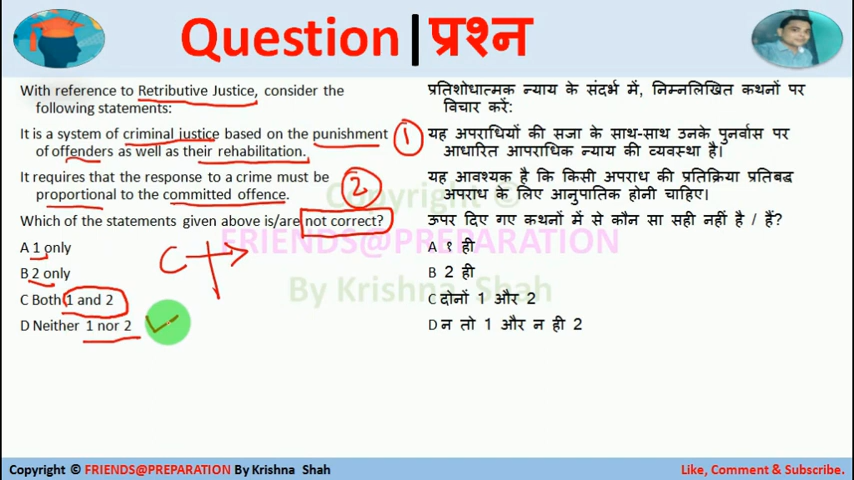 Question|प्रश्न
With reference to Retributive Justice, consider the
following statements:
It is a system of criminal justice based on the punishment
of offenders as well as their rehabilitation.
1
It requires that the response to a crime must be
proportional to the committed offence.
2
Which of the statements given above is/are not correct?
A 1 only
B 2 only
C Both 1 and 2
D Neither 1 nor 2
प्रतिशोधात्मक न्याय के संदर्भ में, निम्नलिखित कथनों पर
विचार करें:
यह अपराधियों की सजा के साथ-साथ उनके पुनर्वास पर
आधारित आपराधिक न्याय की व्यवस्था है।
यह आवश्यक है कि किसी अपराध की प्रतिक्रिया प्रतिबद्ध
अपराध के लिए आनुपातिक होनी चाहिए।
ऊपर दिए गए कथनों में से कौन सा सही नहीं है / हैं?
A १ ही
B 2 ही
C दोनों 1 और 2
D न तो 1 और न ही 2
Copyright ©
FRIENDS@PREPARATION
By Krishna Shah
Copyright © FRIENDS@PREPARATION By Krishna Shah
Like, Comment & Subscribe.